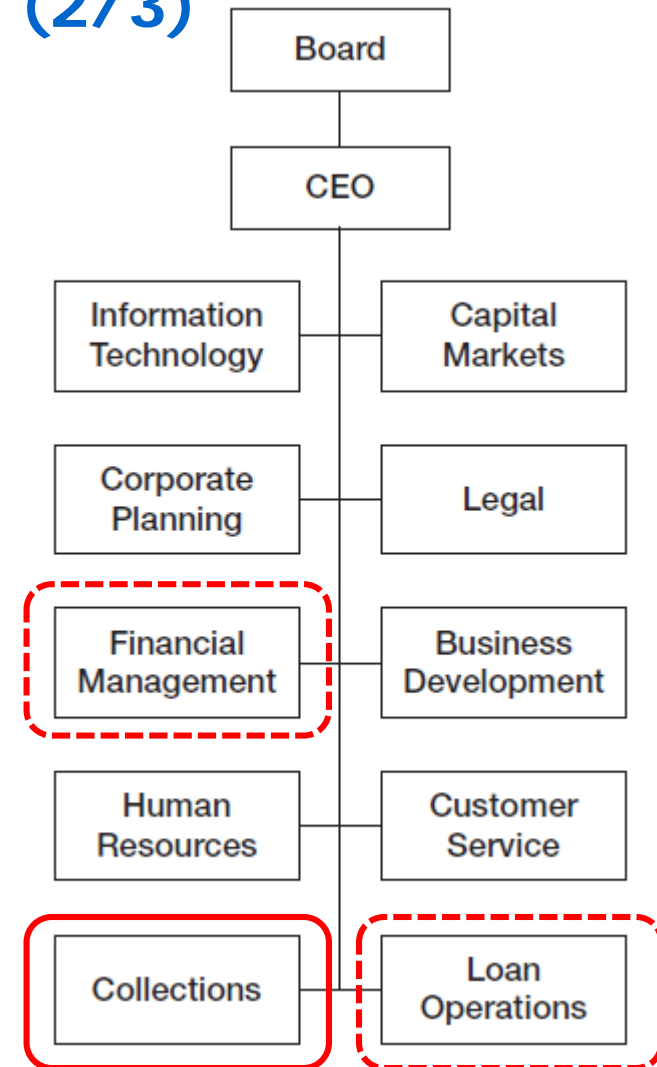 (2/3)
Board
CEO
Information
Technology
Capital
Markets
Corporate
Planning
Legal
Financial
Management
Business
Development
Human
Resources
Customer
Service
Collections
Loan
Operations